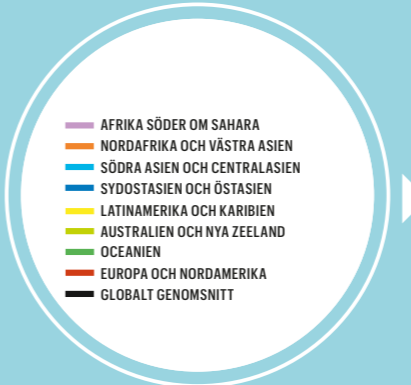 AFRIKA SÖDER OM SAHARA
NORDAFRIKA OCH VÄSTRA ASIEN
SÖDRA ASIEN OCH CENTRALASIEN
SYDOSTASIEN OCH ÖSTASIEN
LATINAMERIKA OCH KARIBIEN
AUSTRALIEN OCH NYA ZEELAND
OCEANIEN
EUROPA OCH NORDAMERIKA
GLOBALT GENOMSNITT